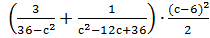 (3/(36-c²) + 1/(c²-12c+36)) · (c-6)²/2